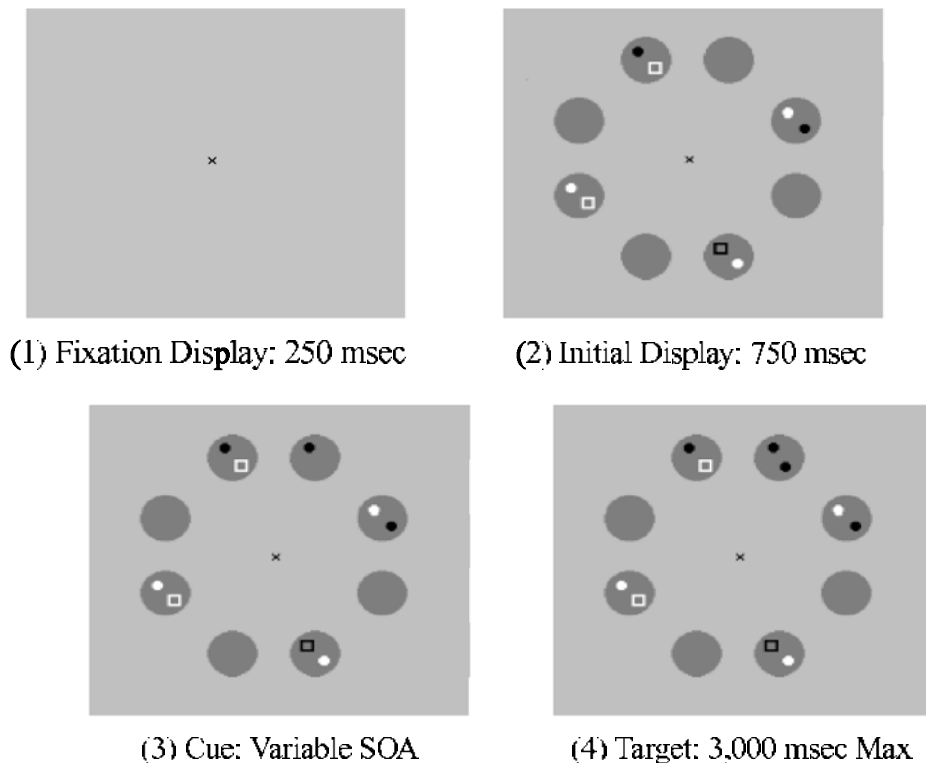 (1) Fixation Display: 250 msec
(2) Initial Display: 750 msec
(3) Cue: Variable SOA
(4) Target: 3,000 msec Max